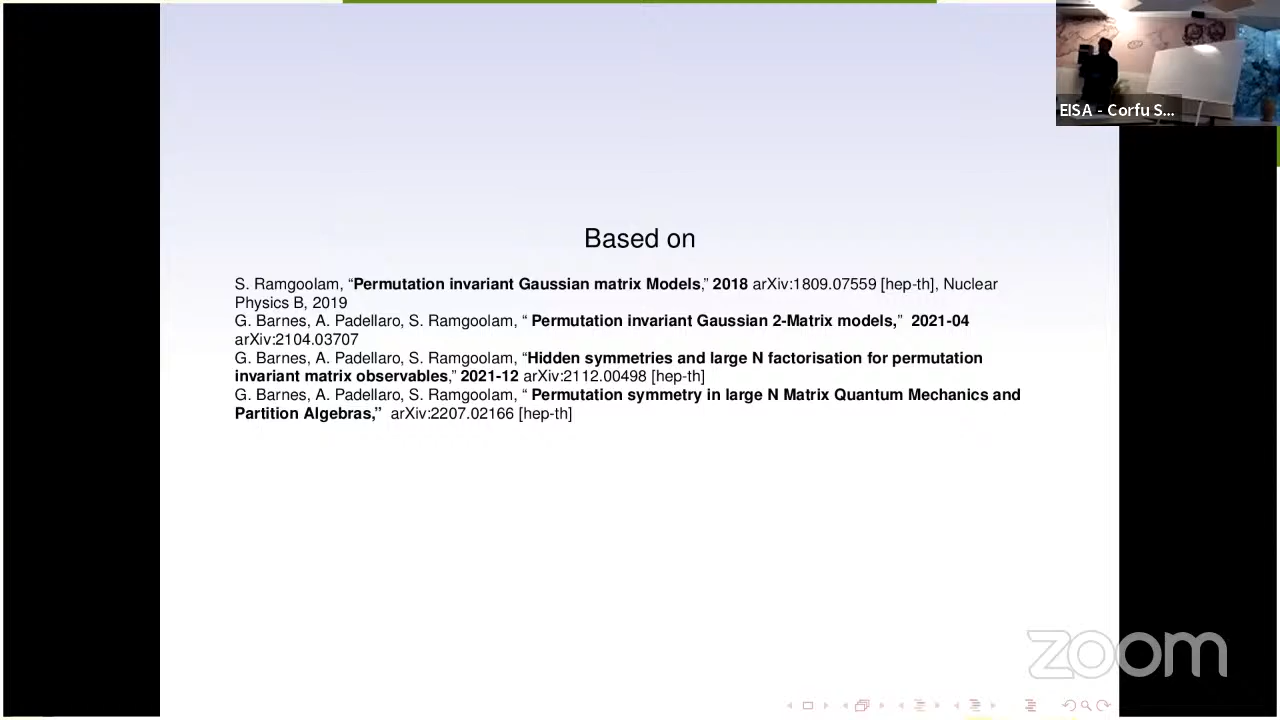 EISA - Corfu S...
Based on
S. Ramgoolam, “Permutation invariant Gaussian matrix Models,” 2018 arXiv:1809.07559 [hep-th], Nuclear
Physics B, 2019
G. Barnes, A. Padellaro, S. Ramgoolam, “ Permutation invariant Gaussian 2-Matrix models,” 2021-04
arXiv:2104.03707
G. Barnes, A. Padellaro, S. Ramgoolam, “Hidden symmetries and large N factorisation for permutation
invariant matrix observables,” 2021-12 arXiv:2112.00498 [hep-th]
G. Barnes, A. Padellaro, S. Ramgoolam, “ Permutation symmetry in large N Matrix Quantum Mechanics and
Partition Algebras,” arXiv:2207.02166 [hep-th]
zoom